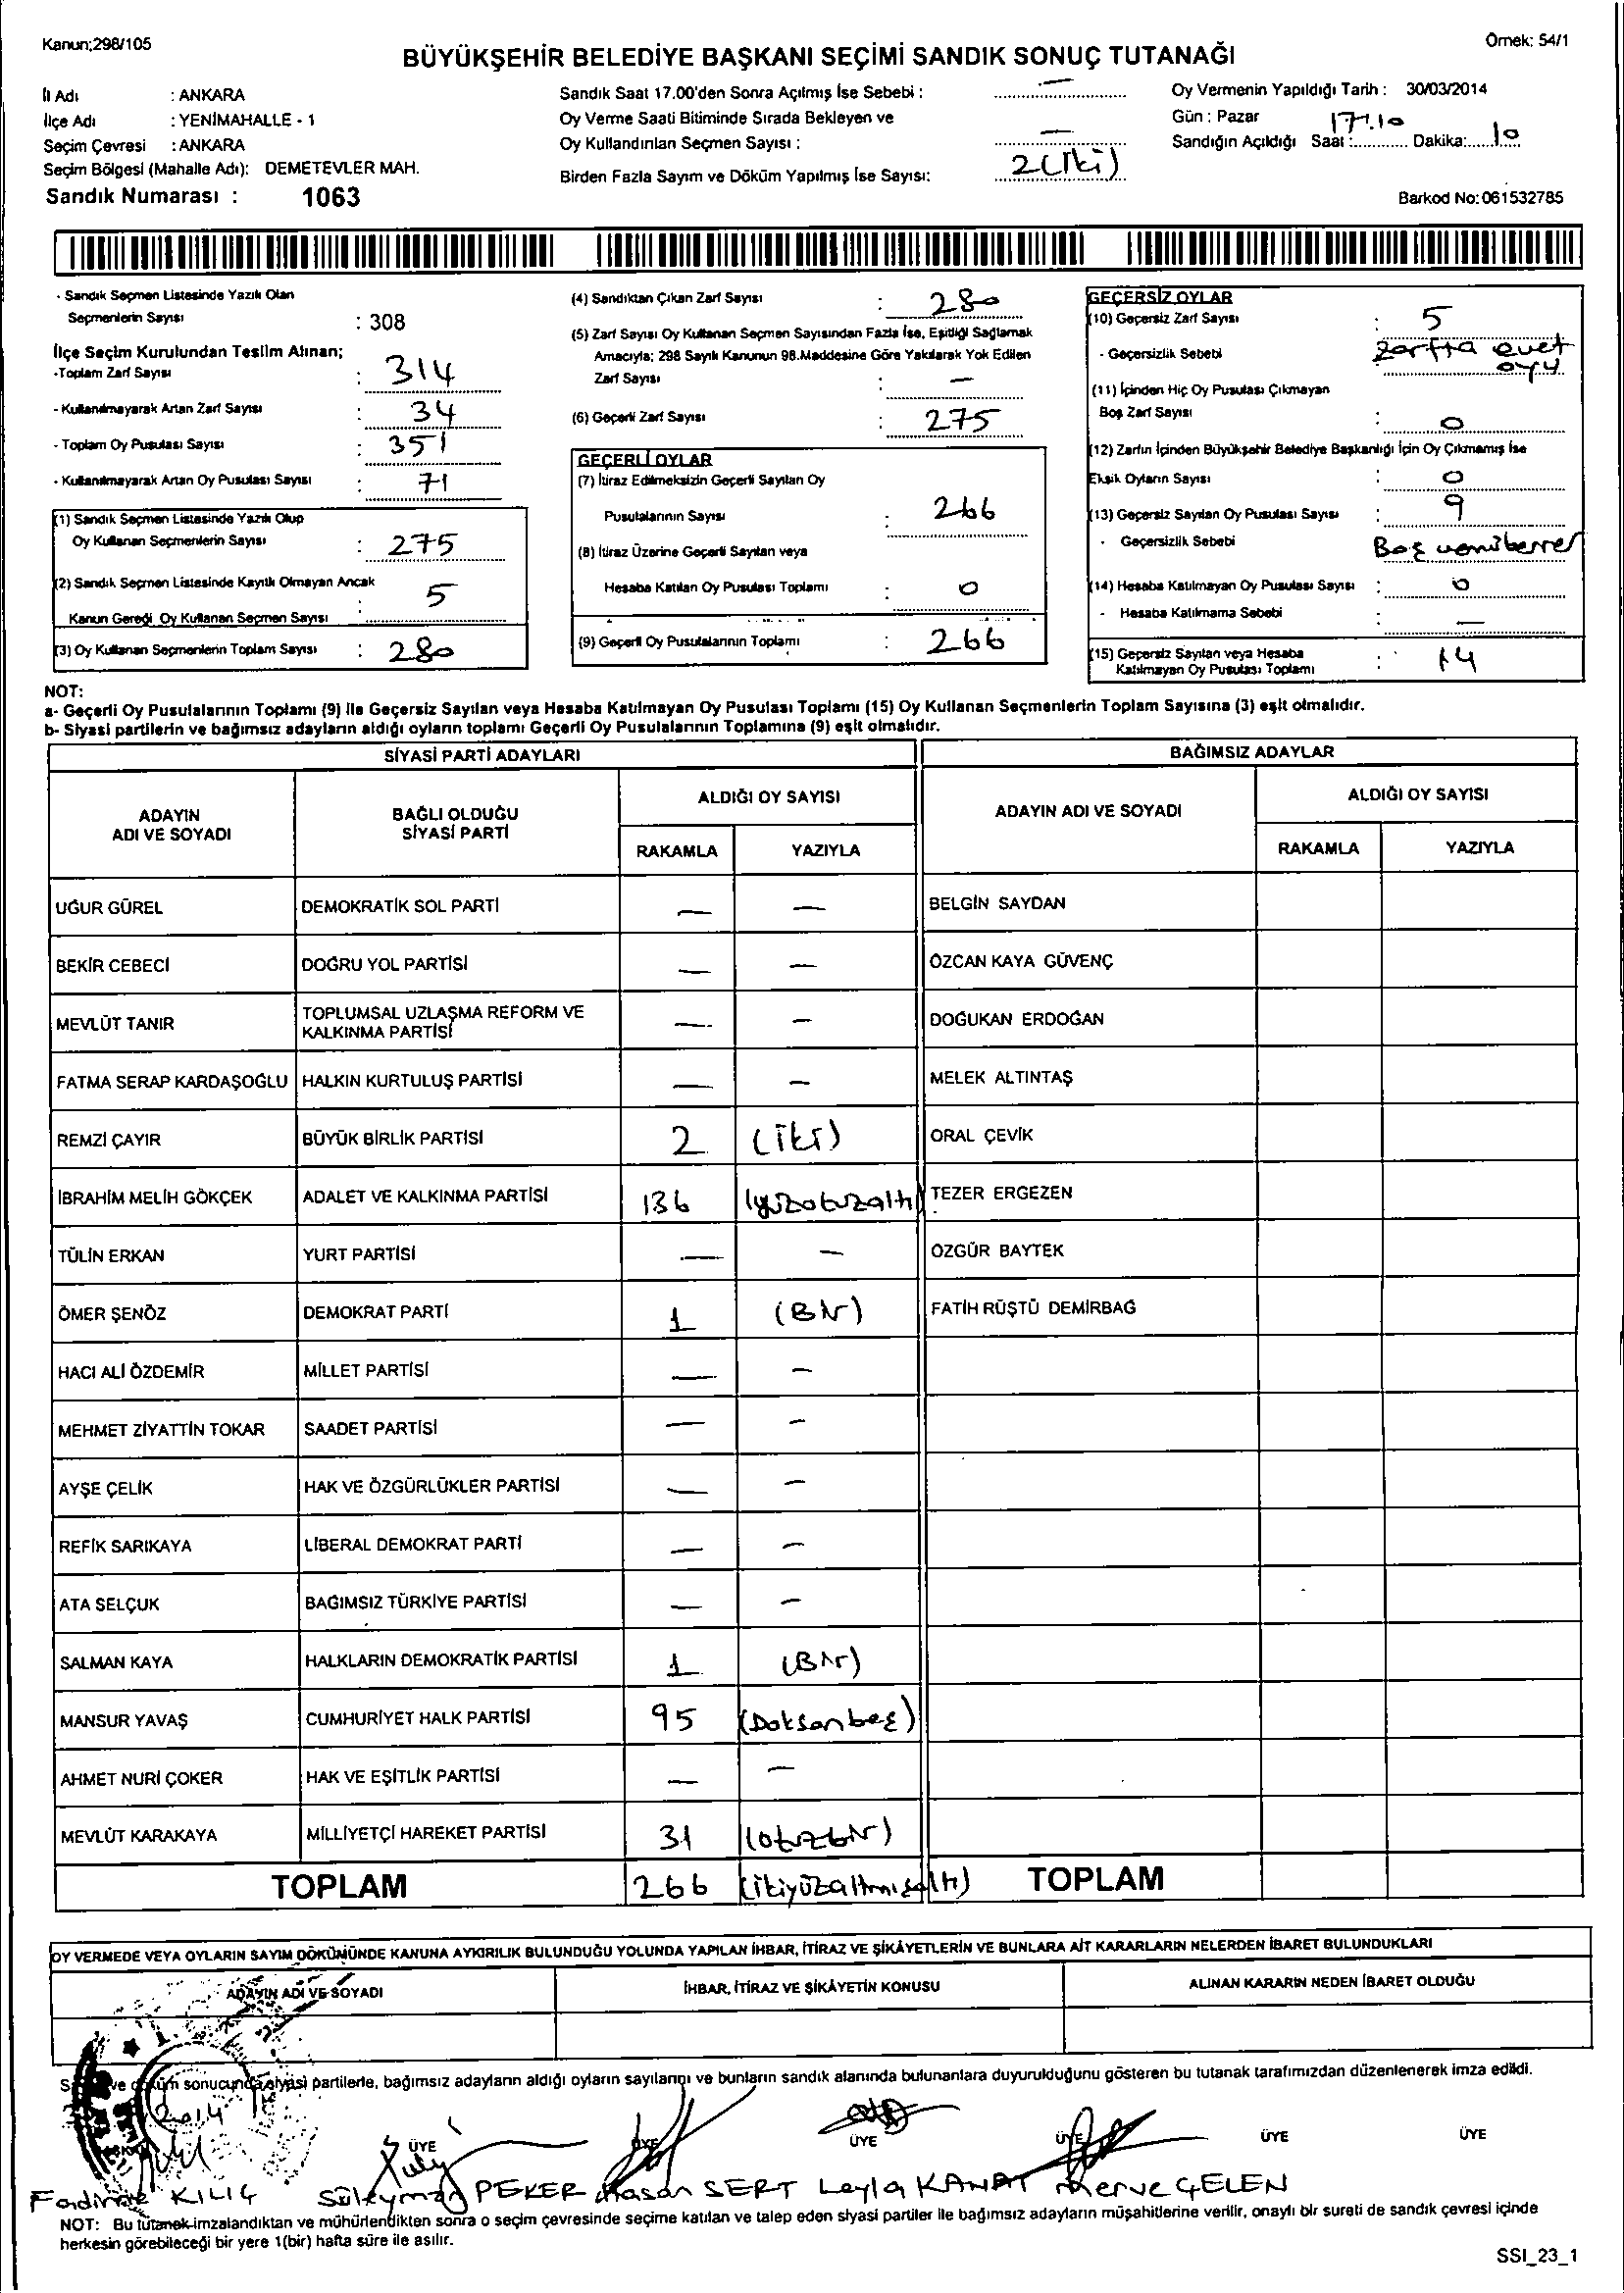 Kanun;298/105
Örnek: 54/1
BÜYÜKŞEHİR BELEDİYE BAŞKANI SEÇİMİ SANDIK SONUÇ TUTANAĞI
İl Adı : ANKARA
İlçe Adı : YENİMAHALLE - 1
Seçim Çevresi : ANKARA
Seçim Bölgesi (Mahalle Adı): DEMETEVLER MAH.
Sandık Numarası : 1063
Sandık Saat 17.00'den Sonra Açılmış İse Sebebi : —
Oy Verme Saati Bitiminde Sırada Bekleyen ve
Oy Kullandırılan Seçmen Sayısı : —
Birden Fazla Sayım ve Döküm Yapılmış İse Sayısı: 2 (İki)
Oy Vermenin Yapıldığı Tarih : 30/03/2014
Gün : Pazar
Sandığın Açıldığı Saat : 17.10 Dakika: 10
Barkod No: 061532785
- Sandık Seçmen Listesinde Yazılı Olan
Seçmenlerin Sayısı : 308
İlçe Seçim Kurulundan Teslim Alınan;
-Toplam Zarf Sayısı : 314
- Kullanılmayarak Artan Zarf Sayısı : 34
- Toplam Oy Pusulası Sayısı : 351
- Kullanılmayarak Artan Oy Pusulası Sayısı : 71
(1) Sandık Seçmen Listesinde Yazılı Olup
Oy Kullanan Seçmenlerin Sayısı : 275
(2) Sandık Seçmen Listesinde Kayıtlı Olmayan Ancak
Kanun Gereği Oy Kullanan Seçmen Sayısı : 5
(3) Oy Kullanan Seçmenlerin Toplam Sayısı : 280
(4) Sandıktan Çıkan Zarf Sayısı : 280
(5) Zarf Sayısı Oy Kullanan Seçmen Sayısından Fazla İse, Eşitliği Sağlamak
Amacıyla; 298 Sayılı Kanunun 98.Maddesine Göre Yakılarak Yok Edilen
Zarf Sayısı : —
(6) Geçerli Zarf Sayısı : 275
GEÇERLİ OYLAR
(7) İtiraz Edilmeksizin Geçerli Sayılan Oy
Pusulalarının Sayısı : 266
(8) İtiraz Üzerine Geçerli Sayılan veya
Hesaba Katılan Oy Pusulası Toplamı : 0
(9) Geçerli Oy Pusulalarının Toplamı : 266
GEÇERSİZ OYLAR
(10) Geçersiz Zarf Sayısı : 5
- Geçersizlik Sebebi : zarfta evet
oyu
(11) İçinden Hiç Oy Pusulası Çıkmayan
Boş Zarf Sayısı : 0
(12) Zarfın İçinden Büyükşehir Belediye Başkanlığı İçin Oy Çıkmamış İse
Eksik Oyların Sayısı : 0
(13) Geçersiz Sayılan Oy Pusulası Sayısı : 9
- Geçersizlik Sebebi : Boş
(14) Hesaba Katılmayan Oy Pusulası Sayısı : 0
- Hesaba Katılmama Sebebi : —
(15) Geçersiz Sayılan veya Hesaba
Katılmayan Oy Pusulası Toplamı : 14
NOT:
a- Geçerli Oy Pusulalarının Toplamı (9) ile Geçersiz Sayılan veya Hesaba Katılmayan Oy Pusulası Toplamı (15) Oy Kullanan Seçmenlerin Toplam Sayısına (3) eşit olmalıdır.
b- Siyasi partilerin ve bağımsız adayların aldığı oyların toplamı Geçerli Oy Pusulalarının Toplamına (9) eşit olmalıdır.
SİYASİ PARTİ ADAYLARI BAĞIMSIZ ADAYLAR
ADAYIN ADI VE SOYADI BAĞLI OLDUĞU SİYASİ PARTİ ALDIĞI OY SAYISI ADAYIN ADI VE SOYADI ALDIĞI OY SAYISI
RAKAMLA YAZIYLA RAKAMLA YAZIYLA
UĞUR GÜREL DEMOKRATİK SOL PARTİ — — BELGİN SAYDAN
BEKİR CEBECİ DOĞRU YOL PARTİSİ — — ÖZCAN KAYA GÜVENÇ
MEVLÜT TANIR TOPLUMSAL UZLAŞMA REFORM VE KALKINMA PARTİSİ — — DOĞUKAN ERDOĞAN
FATMA SERAP KARDAŞOĞLU HALKIN KURTULUŞ PARTİSİ — — MELEK ALTINTAŞ
REMZİ ÇAYIR BÜYÜK BİRLİK PARTİSİ 2 (İki) ORAL ÇEVİK
İBRAHİM MELİH GÖKÇEK ADALET VE KALKINMA PARTİSİ 136 (yüzotuzaltı) TEZER ERGEZEN
TÜLİN ERKAN YURT PARTİSİ — — ÖZGÜR BAYTEK
ÖMER ŞENÖZ DEMOKRAT PARTİ 1 (Bir) FATİH RÜŞTÜ DEMİRBAĞ
HACI ALİ ÖZDEMİR MİLLET PARTİSİ — —
MEHMET ZİYATTİN TOKAR SAADET PARTİSİ — —
AYŞE ÇELİK HAK VE ÖZGÜRLÜKLER PARTİSİ — —
REFİK SARIKAYA LİBERAL DEMOKRAT PARTİ — —
ATA SELÇUK BAĞIMSIZ TÜRKİYE PARTİSİ — —
SALMAN KAYA HALKLARIN DEMOKRATİK PARTİSİ 1 (Bir)
MANSUR YAVAŞ CUMHURİYET HALK PARTİSİ 95 (Doksanbeş)
AHMET NURİ ÇOKER HAK VE EŞİTLİK PARTİSİ — —
MEVLÜT KARAKAYA MİLLİYETÇİ HAREKET PARTİSİ 31 (otuzbir)
TOPLAM 266 (ikiyüzaltmışaltı) TOPLAM
OY VERMEDE VEYA OYLARIN SAYIM DÖKÜMÜNDE KANUNA AYKIRILIK BULUNDUĞU YOLUNDA YAPILAN İHBAR, İTİRAZ VE ŞİKÂYETLERİN VE BUNLARA AİT KARARLARIN NELERDEN İBARET BULUNDUKLARI
ADAYIN ADI VE SOYADI İHBAR, İTİRAZ VE ŞİKÂYETİN KONUSU ALINAN KARARIN NEDEN İBARET OLDUĞU
ve döküm sonucunda siyasi partilerle, bağımsız adayların aldığı oyların sayılarını ve bunların sandık alanında bulunanlara duyurulduğunu gösteren bu tutanak tarafımızdan düzenlenerek imza edildi.
2014
ÜYE ÜYE ÜYE ÜYE ÜYE ÜYE
Fadime KILIÇ Süleyman PEKER Hasan SERT Leyla KANAT Merve GELEN
NOT: Bu tutanak imzalandıktan ve mühürlendikten sonra o seçim çevresinde seçime katılan ve talep eden siyasi partiler ile bağımsız adayların müşahitlerine verilir, onaylı bir sureti de sandık çevresi içinde
herkesin görebileceği bir yere 1(bir) hafta süre ile asılır.
SSI_23_1